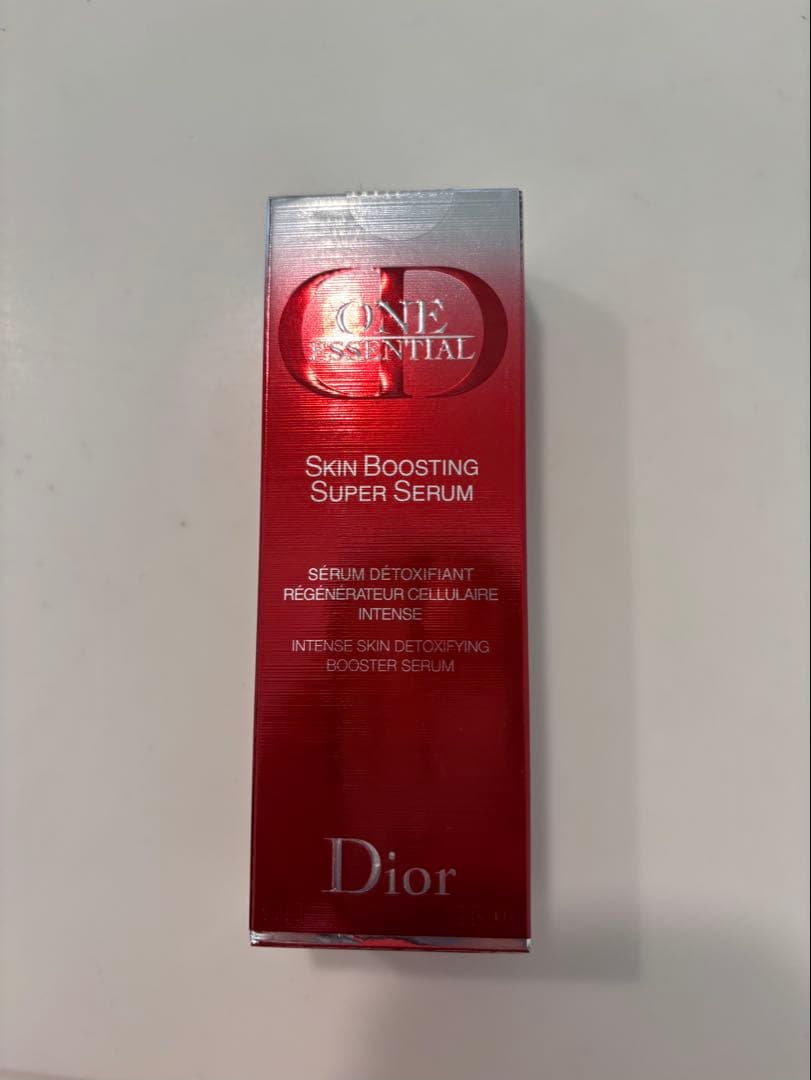 ONE
ESSENTIAL
SKIN BOOSTING
SUPER SERUM
SÉRUM DÉTOXIFIANT
RÉGÉNÉRATEUR CELLULAIRE
INTENSE
INTENSE SKIN DETOXIFYING
BOOSTER SERUM
Dior